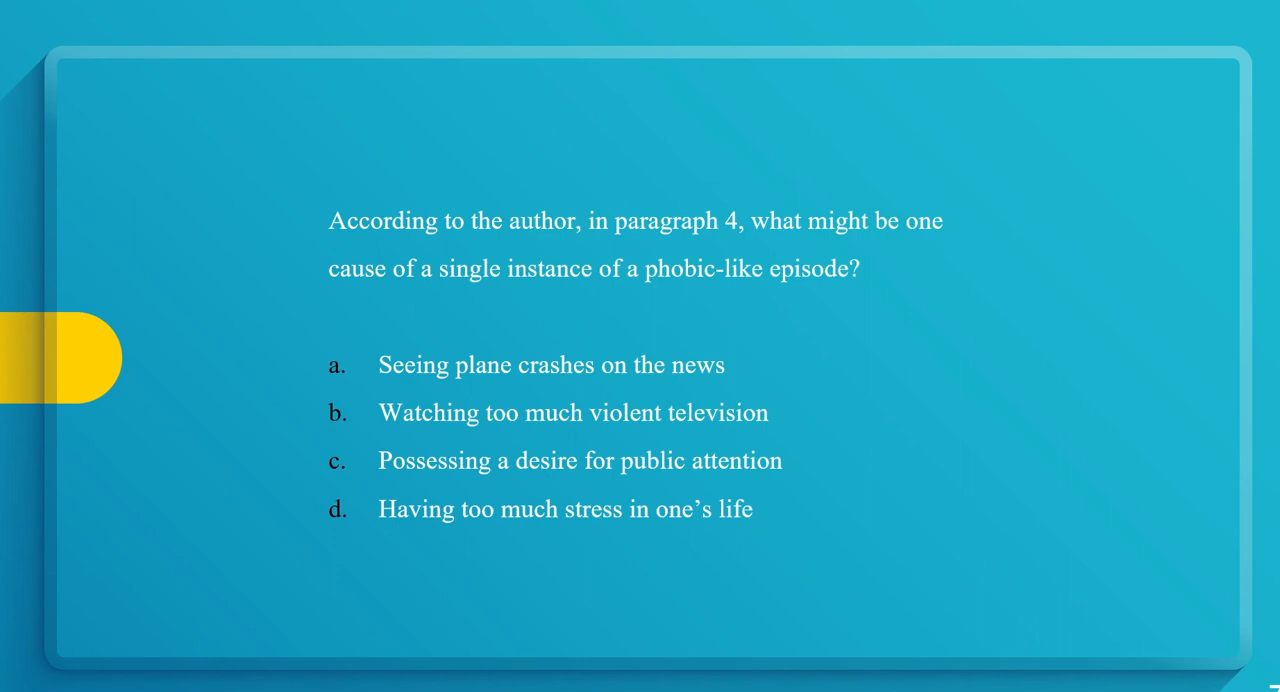 According to the author, in paragraph 4, what might be one
cause of a single instance of a phobic-like episode?
a. Seeing plane crashes on the news
b. Watching too much violent television
c. Possessing a desire for public attention
d. Having too much stress in one’s life